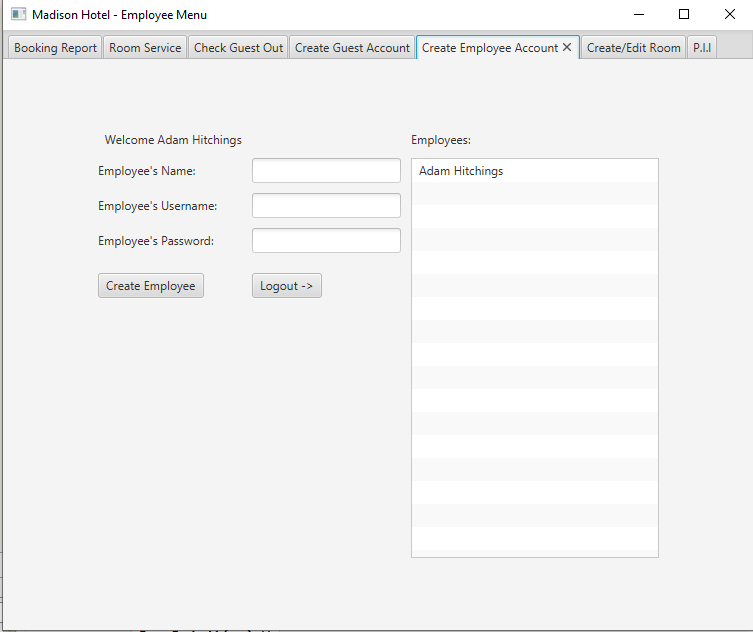 Madison Hotel - Employee Menu
Booking Report Room Service Check Guest Out Create Guest Account Create Employee Account Create/Edit Room P.I.I
Welcome Adam Hitchings
Employees:
Employee's Name:
Adam Hitchings
Employee's Username:
Employee's Password:
Create Employee
Logout ->